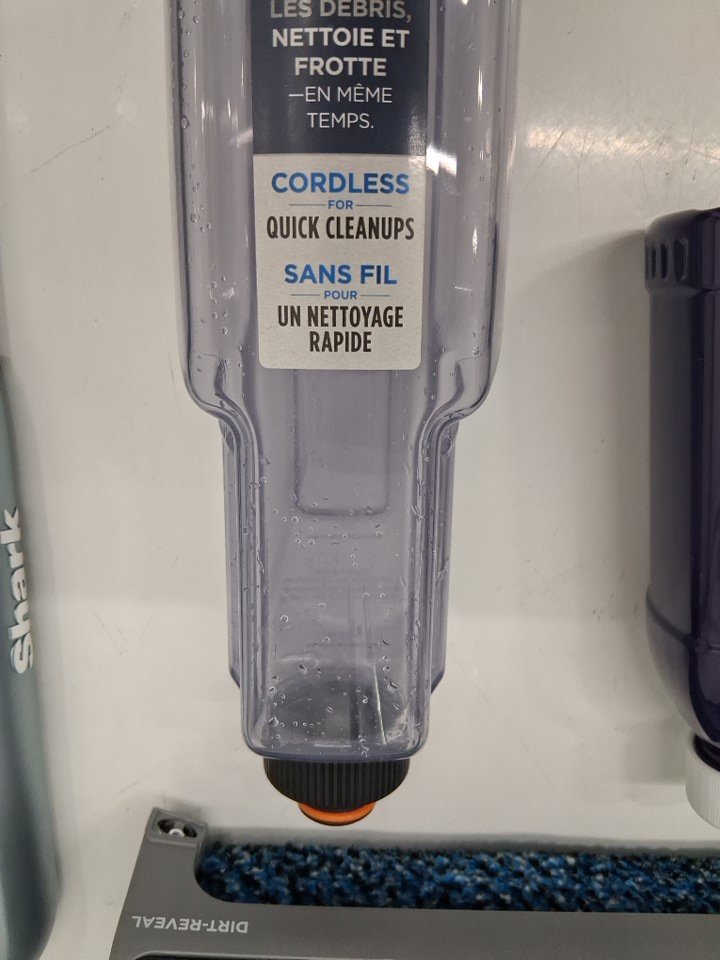 LES DÉBRIS,
NETTOIE ET
FROTTE
—EN MÊME
TEMPS.
CORDLESS
FOR
QUICK CLEANUPS
SANS FIL
POUR
UN NETTOYAGE
RAPIDE
Shark
DIRT-REVEAL